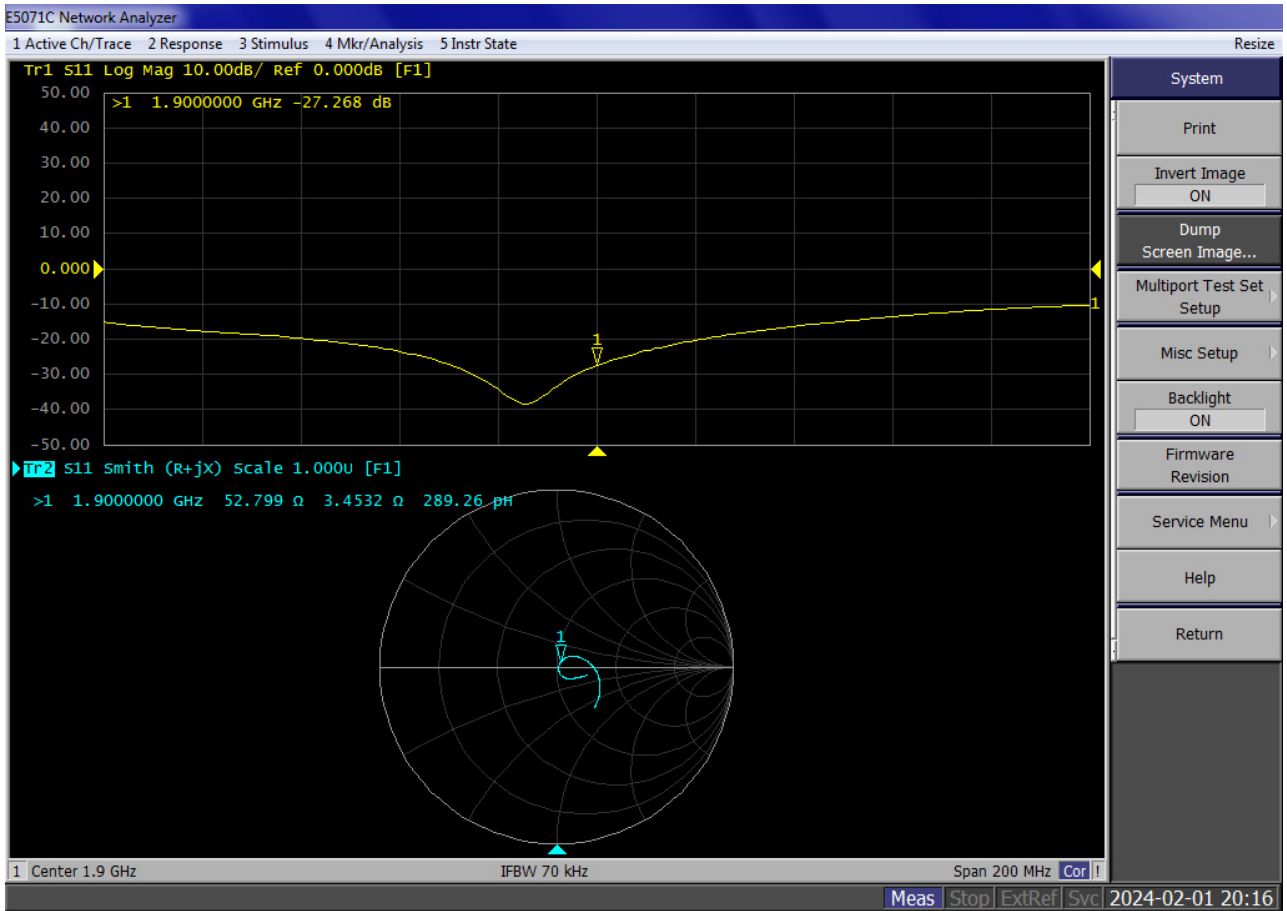 E5071C Network Analyzer
1 Active Ch/Trace 2 Response 3 Stimulus 4 Mkr/Analysis 5 Instr State Resize
Tr1 S11 Log Mag 10.00dB/ Ref 0.000dB [F1]
>1 1.9000000 GHz -27.268 dB
50.00
40.00
30.00
20.00
10.00
0.000
-10.00
-20.00
-30.00
-40.00
-50.00
1
1
Tr2 S11 Smith (R+jX) Scale 1.000U [F1]
>1 1.9000000 GHz 52.799 Ω 3.4532 Ω 289.26 pH
1
System
Print
Invert Image
ON
Dump
Screen Image...
Multiport Test Set
Setup
Misc Setup
Backlight
ON
Firmware
Revision
Service Menu
Help
Return
1 Center 1.9 GHz IFBW 70 kHz Span 200 MHz Cor !
Meas Stop ExtRef Svc 2024-02-01 20:16